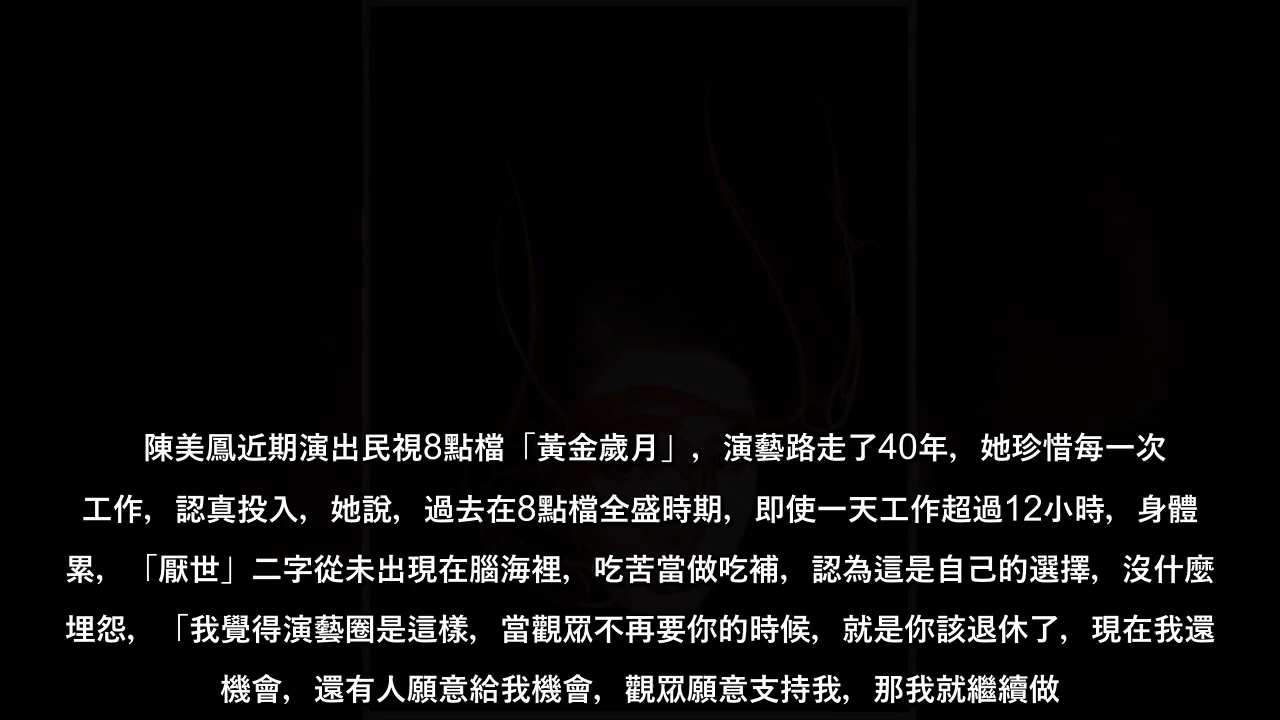 陳美鳳近期演出民視8點檔「黃金歲月」，演藝路走了40年，她珍惜每一次
工作，認真投入，她說，過去在8點檔全盛時期，即使一天工作超過12小時，身體
累，「厭世」二字從未出現在腦海裡，吃苦當做吃補，認為這是自己的選擇，沒什麼
埋怨，「我覺得演藝圈是這樣，當觀眾不再要你的時候，就是你該退休了，現在我還
機會，還有人願意給我機會，觀眾願意支持我，那我就繼續做